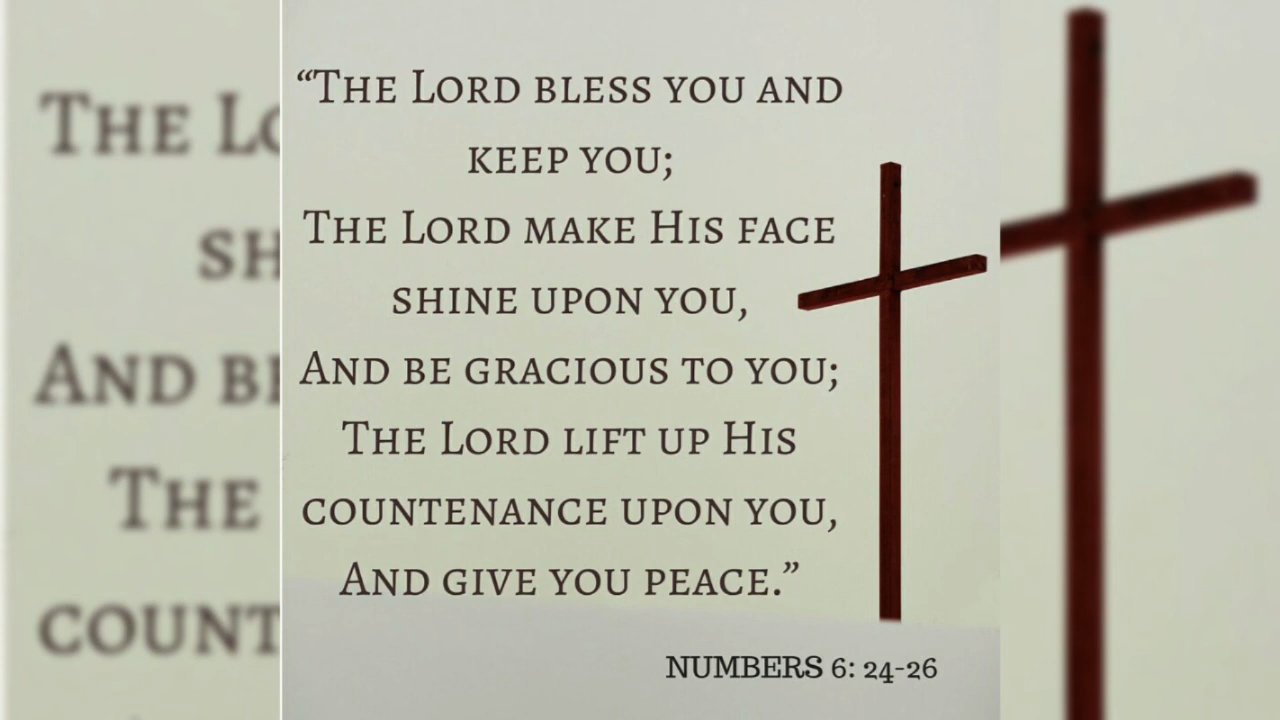 “The Lord bless you and
keep you;
The Lord make His face
shine upon you,
And be gracious to you;
The Lord lift up His
countenance upon you,
And give you peace.”
NUMBERS 6: 24-26